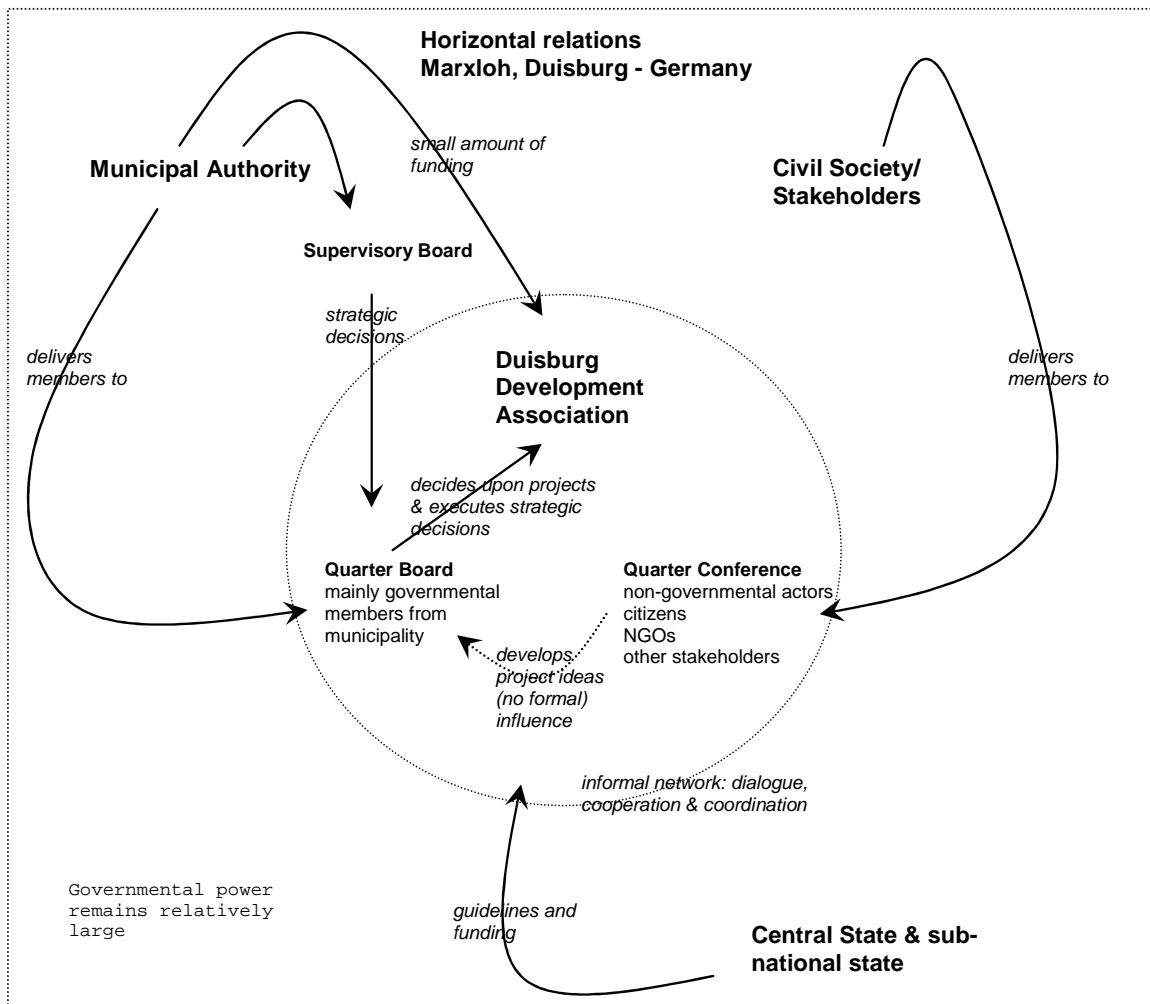 Horizontal relations
Marxloh, Duisburg - Germany
small amount of
funding
Municipal Authority
Civil Society/
Stakeholders
Supervisory Board
strategic
decisions
delivers
members to
Duisburg
Development
Association
delivers
members to
decides upon projects
& executes strategic
decisions
Quarter Board
mainly governmental
members from
municipality
Quarter Conference
non-governmental actors
citizens
NGOs
other stakeholders
develops
project ideas
(no formal)
influence
informal network: dialogue,
cooperation & coordination
Governmental power
remains relatively
large
guidelines and
funding
Central State & sub-
national state